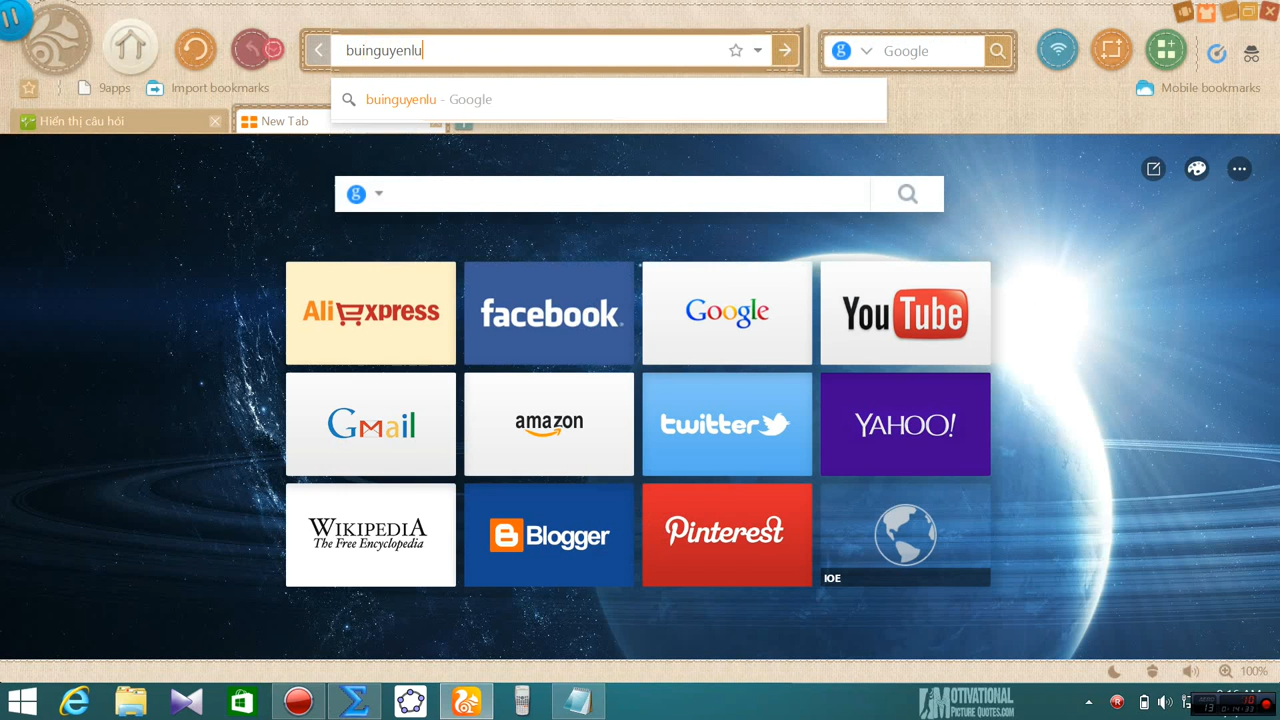 buinguyenlu
Google
9apps
Import bookmarks
buinguyenlu - Google
Mobile bookmarks
Hiển thị câu hỏi
New Tab
AliExpress
facebook
Google
YouTube
Gmail
amazon
twitter
YAHOO!
WIKIPEDIA
The Free Encyclopedia
Blogger
Pinterest
IOE
100%
MOTIVATIONAL
PICTURE QUOTES.COM